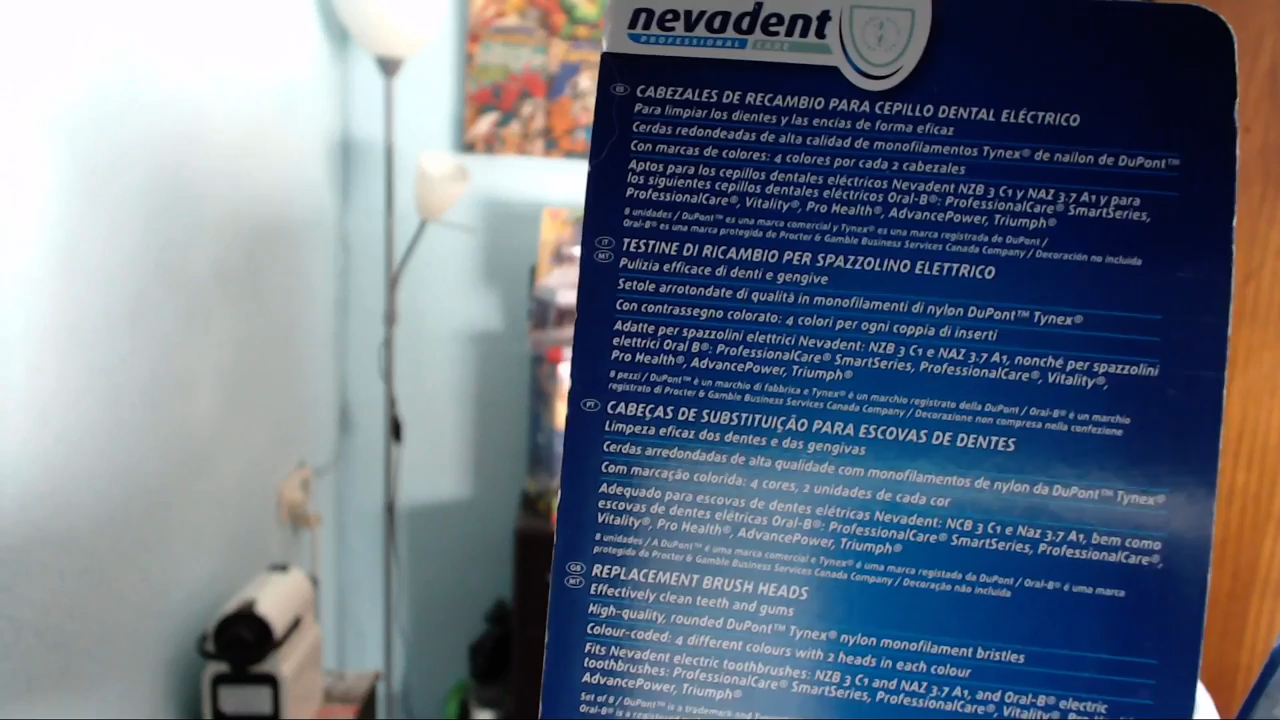 nevadent
PROFESSIONAL CARE
ES CABEZALES DE RECAMBIO PARA CEPILLO DENTAL ELÉCTRICO
Para limpiar los dientes y las encías de forma eficaz
Cerdas redondeadas de alta calidad de monofilamentos Tynex® de nailon de DuPont™
Con marcas de colores: 4 colores por cada 2 cabezales
Aptos para los cepillos dentales eléctricos Nevadent NZB 3 C1 y NAZ 3.7 A1 y para
los siguientes cepillos dentales eléctricos Oral-B®: ProfessionalCare® SmartSeries,
ProfessionalCare®, Vitality®, Pro Health®, AdvancePower, Triumph®
8 unidades / DuPont™ es una marca comercial y Tynex® es una marca registrada de DuPont /
Oral-B® es una marca protegida de Procter & Gamble Business Services Canada Company / Decoración no incluida
IT MT TESTINE DI RICAMBIO PER SPAZZOLINO ELETTRICO
Pulizia efficace di denti e gengive
Setole arrotondate di qualità in monofilamenti di nylon DuPont™ Tynex®
Con contrassegno colorato: 4 colori per ogni coppia di inserti
Adatte per spazzolini elettrici Nevadent: NZB 3 C1 e NAZ 3.7 A1, nonché per spazzolini
elettrici Oral B®: ProfessionalCare® SmartSeries, ProfessionalCare®, Vitality®,
Pro Health®, AdvancePower, Triumph®
8 pezzi / DuPont™ è un marchio di fabbrica e Tynex® è un marchio registrato della DuPont / Oral-B® è un marchio
registrato di Procter & Gamble Business Services Canada Company / Decorazione non compresa nella confezione
PT CABEÇAS DE SUBSTITUIÇÃO PARA ESCOVAS DE DENTES
Limpeza eficaz dos dentes e das gengivas
Cerdas arredondadas de alta qualidade com monofilamentos de nylon da DuPont™ Tynex®
Com marcação colorida: 4 cores, 2 unidades de cada cor
Adequado para escovas de dentes elétricas Nevadent: NCB 3 C1 e Naz 3.7 A1, bem como
escovas de dentes elétricas Oral-B®: ProfessionalCare® SmartSeries, ProfessionalCare®,
Vitality®, Pro Health®, AdvancePower, Triumph®
8 unidades / A DuPont™ é uma marca comercial e Tynex® é uma marca registada da DuPont / Oral-B® é uma marca
protegida da Procter & Gamble Business Services Canada Company / Decoração não incluída
GB MT REPLACEMENT BRUSH HEADS
Effectively clean teeth and gums
High-quality, rounded DuPont™ Tynex® nylon monofilament bristles
Colour-coded: 4 different colours with 2 heads in each colour
Fits Nevadent electric toothbrushes: NZB 3 C1 and NAZ 3.7 A1, and Oral-B® electric
toothbrushes: ProfessionalCare® SmartSeries, ProfessionalCare®, Vitality®, Pro
AdvancePower, Triumph®
Set of 8 / DuPont™ is a trademark and Tynex®
Oral-B® is a registered